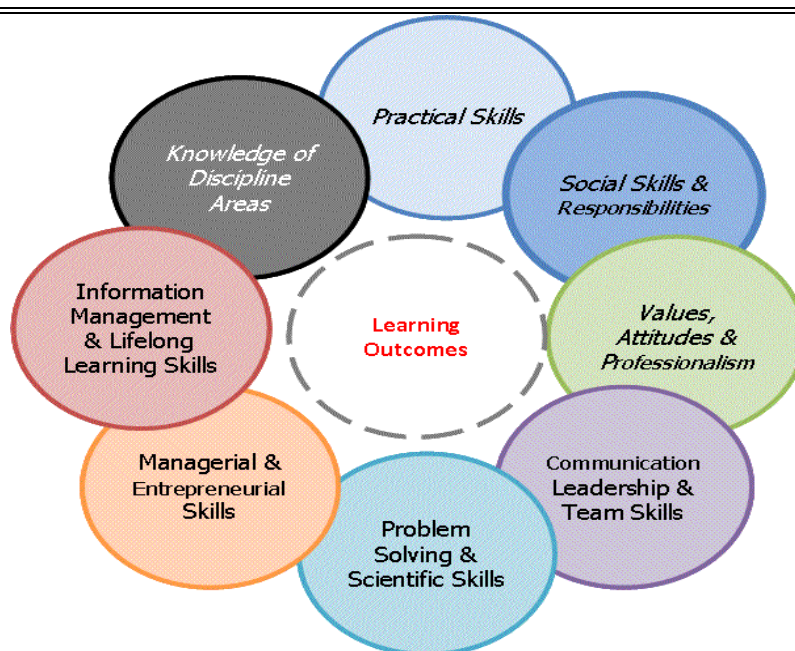 Practical Skills
Knowledge of
Discipline
Areas
Social Skills &
Responsibilities
Information
Management
& Lifelong
Learning Skills
Learning
Outcomes
Values,
Attitudes &
Professionalism
Managerial &
Entrepreneurial
Skills
Communication
Leadership &
Team Skills
Problem
Solving &
Scientific Skills